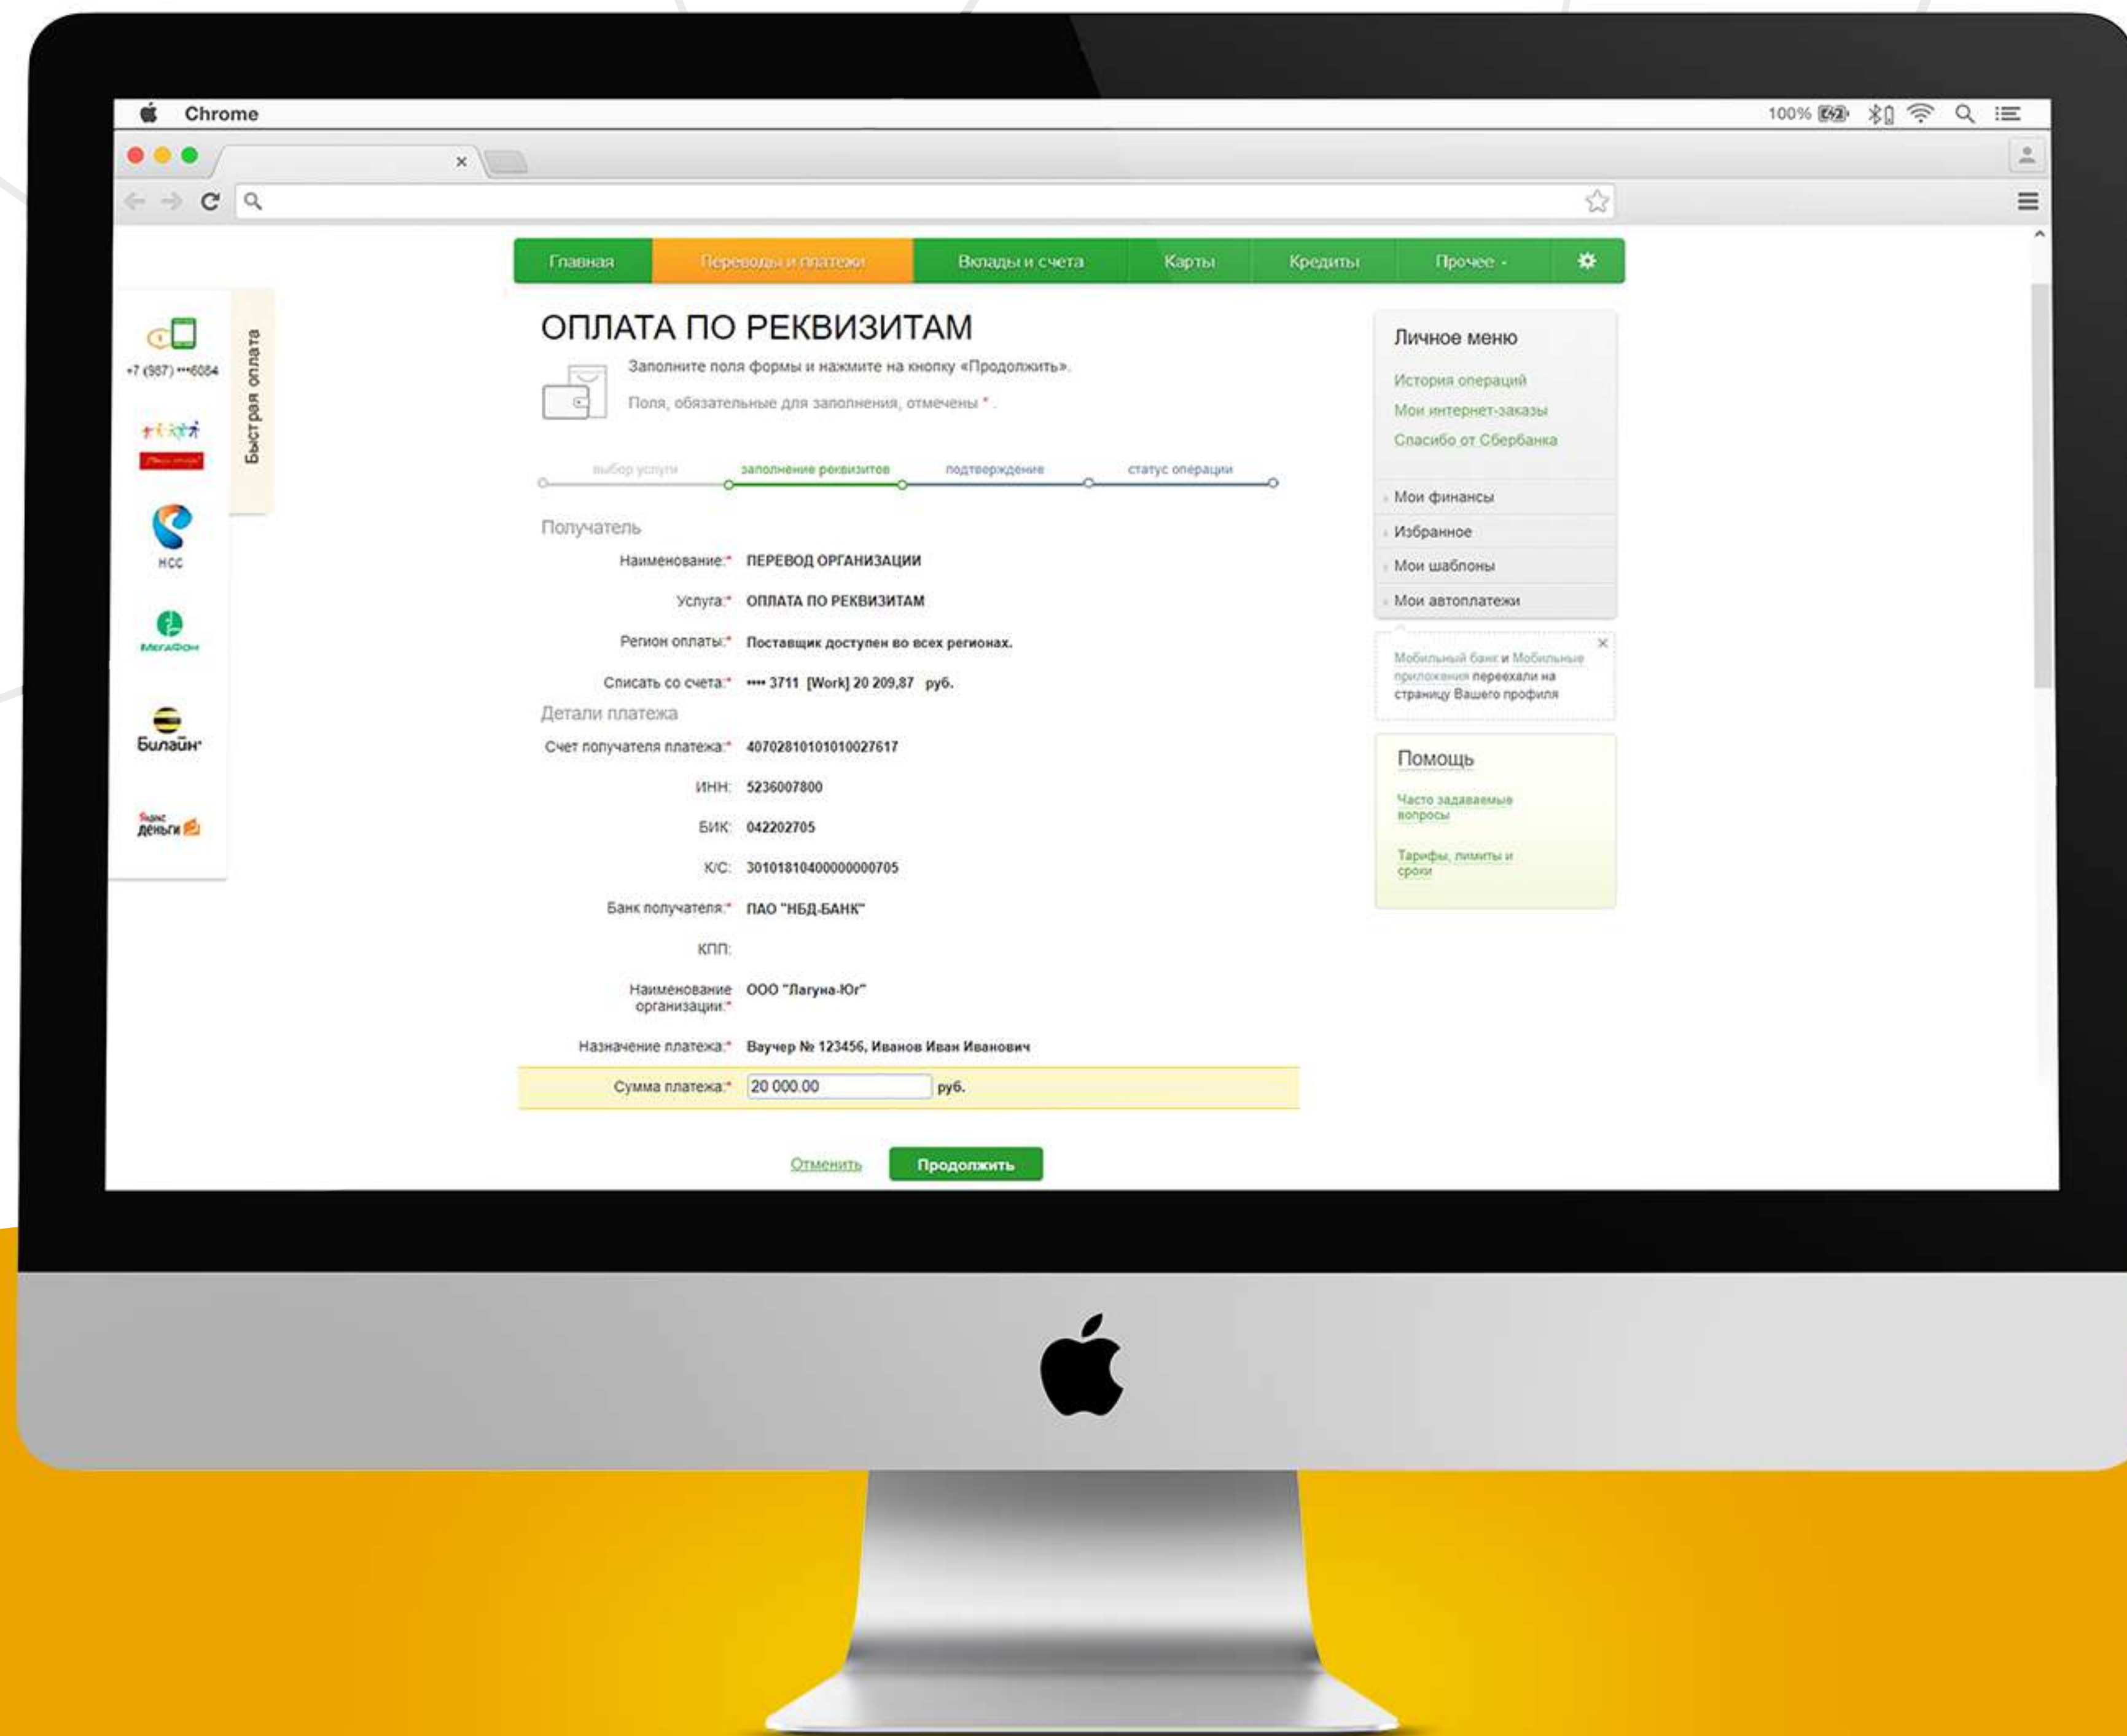 Chrome
100%
Главная Переводы и платежи Вклады и счета Карты Кредиты Прочее
+7 (987) •••6084
НСС
МегаФон
Билайн
Яндекс
деньги
Быстрая оплата
ОПЛАТА ПО РЕКВИЗИТАМ
Заполните поля формы и нажмите на кнопку «Продолжить».
Поля, обязательные для заполнения, отмечены * .
выбор услуги заполнение реквизитов подтверждение статус операции
Получатель
Наименование:* ПЕРЕВОД ОРГАНИЗАЦИИ
Услуга:* ОПЛАТА ПО РЕКВИЗИТАМ
Регион оплаты:* Поставщик доступен во всех регионах.
Списать со счета:* •••• 3711 [Work] 20 209,87 руб.
Детали платежа
Счет получателя платежа:* 40702810101010027617
ИНН: 5236007800
БИК: 042202705
К/С: 30101810400000000705
Банк получателя:* ПАО "НБД-БАНК"
КПП:
Наименование ООО "Лагуна-Юг"
организации:*
Назначение платежа:* Ваучер № 123456, Иванов Иван Иванович
Сумма платежа:* 20 000.00 руб.
Отменить Продолжить
Личное меню
История операций
Мои интернет-заказы
Спасибо от Сбербанка
Мои финансы
Избранное
Мои шаблоны
Мои автоплатежи
Мобильный банк и Мобильные
приложения переехали на
страницу Вашего профиля
Помощь
Часто задаваемые
вопросы
Тарифы, лимиты и
сроки